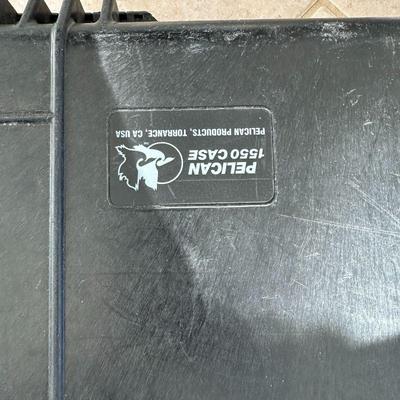 PELICAN
1550 CASE
PELICAN PRODUCTS, TORRANCE, CA USA